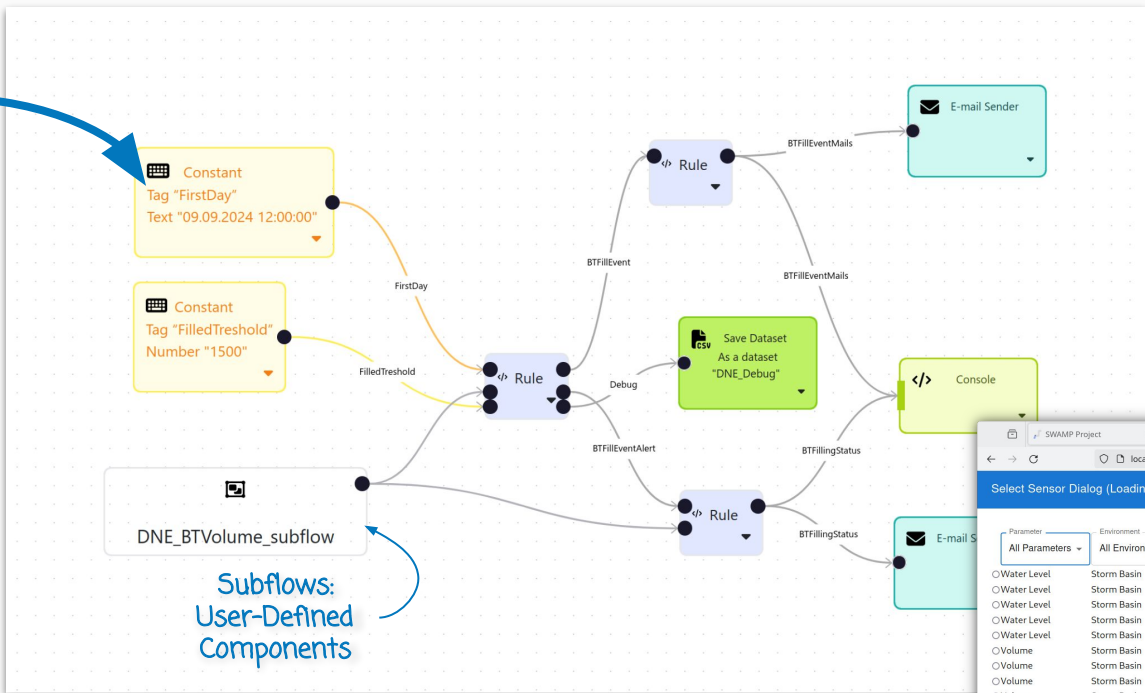 Constant
Tag "FirstDay"
Text "09.09.2024 12:00:00"
Constant
Tag "FilledTreshold"
Number "1500"
DNE_BTVolume_subflow
Subflows:
User-Defined
Components
FirstDay
FilledTreshold
</> Rule
BTFillEvent
</> Rule
BTFillEventMails
BTFillEventMails
E-mail Sender
CSV
Save Dataset
As a dataset
"DNE_Debug"
Debug
BTFillEventAlert
</> Rule
BTFillingStatus
BTFillingStatus
</> Console
E-mail S
SWAMP Project
loca
Select Sensor Dialog (Loadin
Parameter
Environment
All Parameters
All Environ
Water Level Storm Basin
Water Level Storm Basin
Water Level Storm Basin
Water Level Storm Basin
Water Level Storm Basin
Volume Storm Basin
Volume Storm Basin
Volume Storm Basin